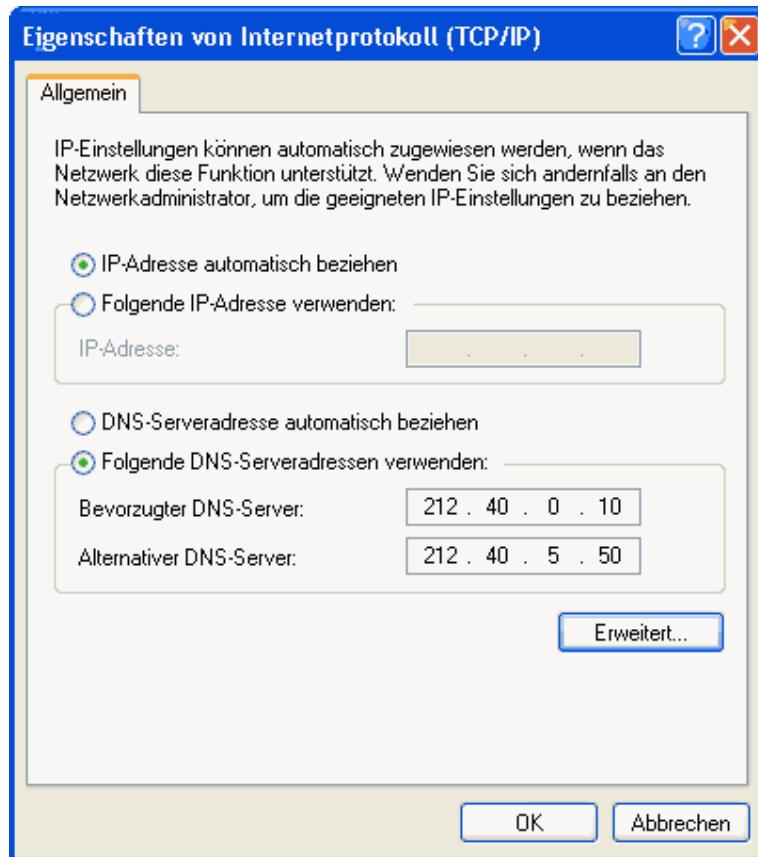 Eigenschaften von Internetprotokoll (TCP/IP)
Allgemein
IP-Einstellungen können automatisch zugewiesen werden, wenn das
Netzwerk diese Funktion unterstützt. Wenden Sie sich andernfalls an den
Netzwerkadministrator, um die geeigneten IP-Einstellungen zu beziehen.
IP-Adresse automatisch beziehen
Folgende IP-Adresse verwenden:
IP-Adresse: . . .
DNS-Serveradresse automatisch beziehen
Folgende DNS-Serveradressen verwenden:
Bevorzugter DNS-Server: 212 . 40 . 0 . 10
Alternativer DNS-Server: 212 . 40 . 5 . 50
Erweitert...
OK Abbrechen